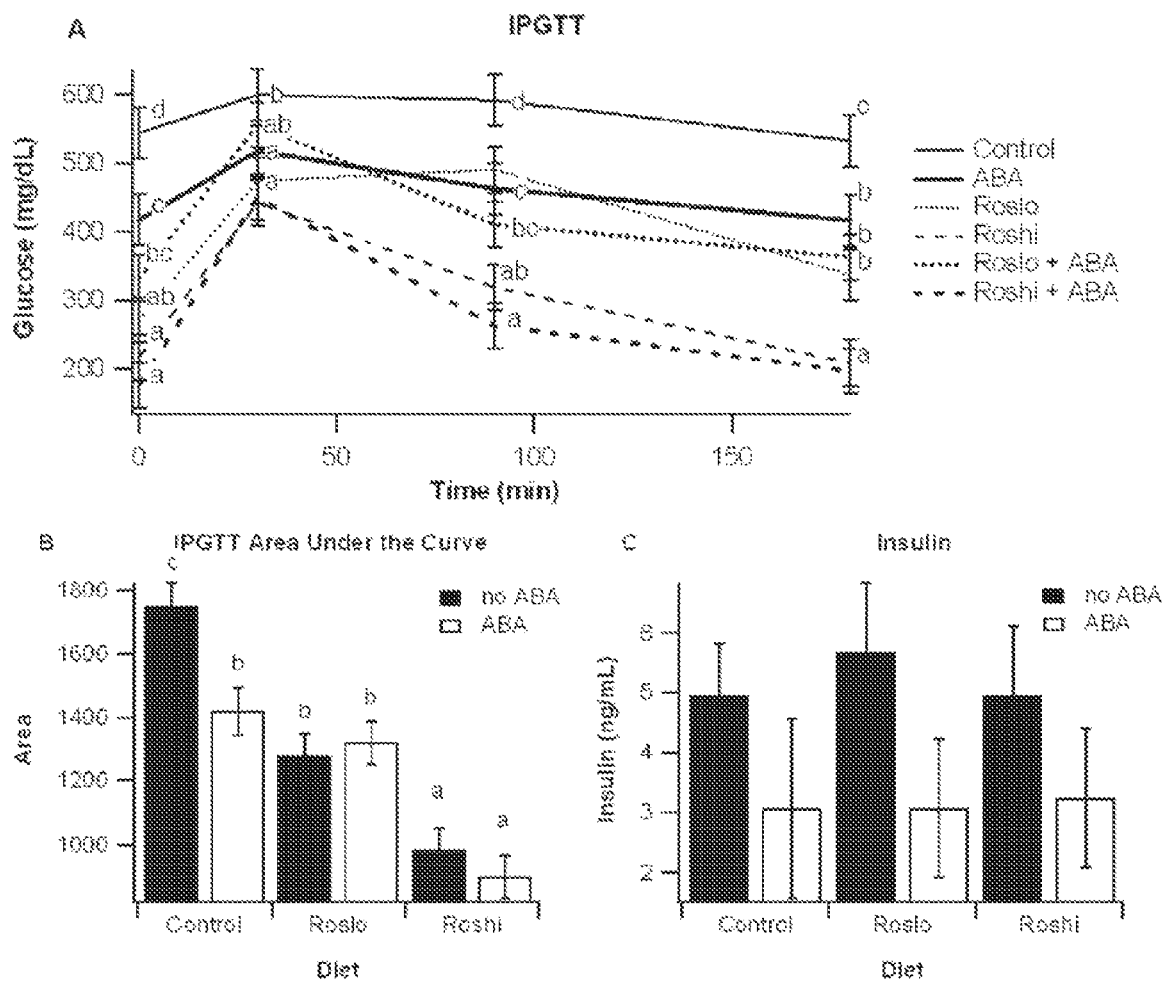 A
IPGTT
Glucose (mg/dL)
600
500
400
300
200
0
50
100
150
Time (min)
d
b
d
c
ab
a
c
a
c
b
bc
bc
b
ab
ab
b
a
a
a
a
Control
ABA
Roslo
Roshi
Roslo + ABA
Roshi + ABA
B
IPGTT Area Under the Curve
Area
1800
1600
1400
1200
1000
c
b
b
b
a
a
no ABA
ABA
Control
Roslo
Roshi
Diet
C
Insulin
Insulin (ng/mL)
6
5
4
3
2
no ABA
ABA
Control
Roslo
Roshi
Diet